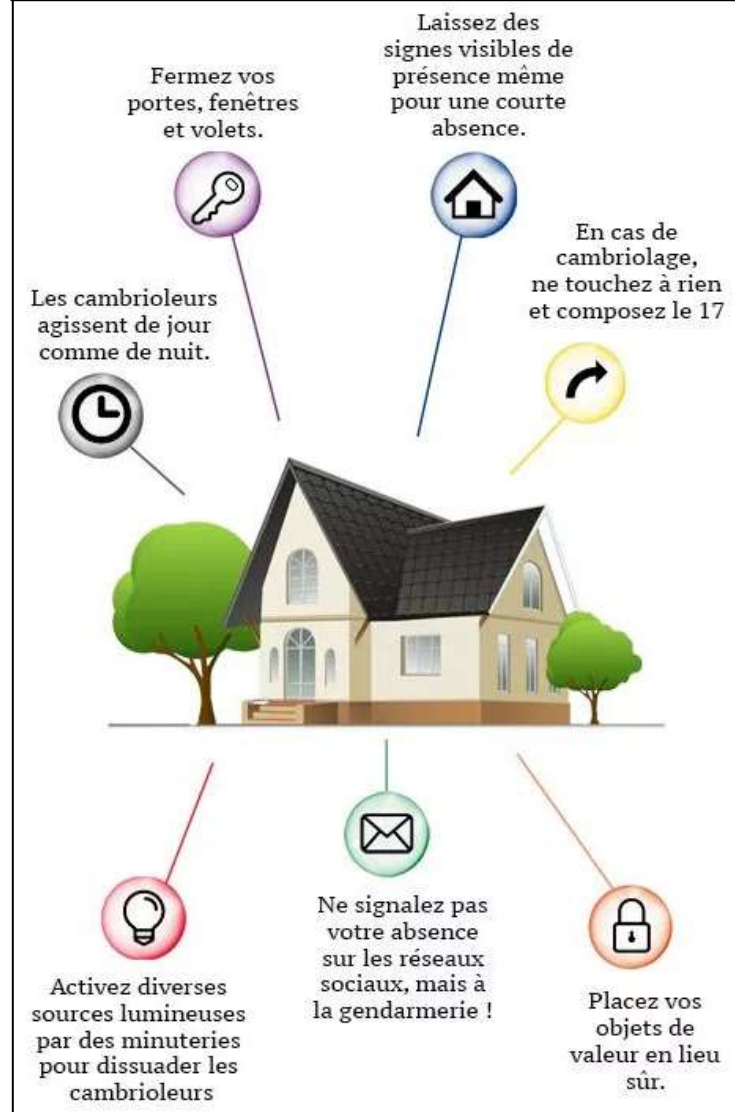 Laissez des
signes visibles de
présence même
pour une courte
absence.
Fermez vos
portes, fenêtres
et volets.
En cas de
cambriolage,
ne touchez à rien
et composez le 17
Les cambrioleurs
agissent de jour
comme de nuit.
Activez diverses
sources lumineuses
par des minuteries
pour dissuader les
cambrioleurs
Ne signalez pas
votre absence
sur les réseaux
sociaux, mais à
la gendarmerie !
Placez vos
objets de
valeur en lieu
sûr.